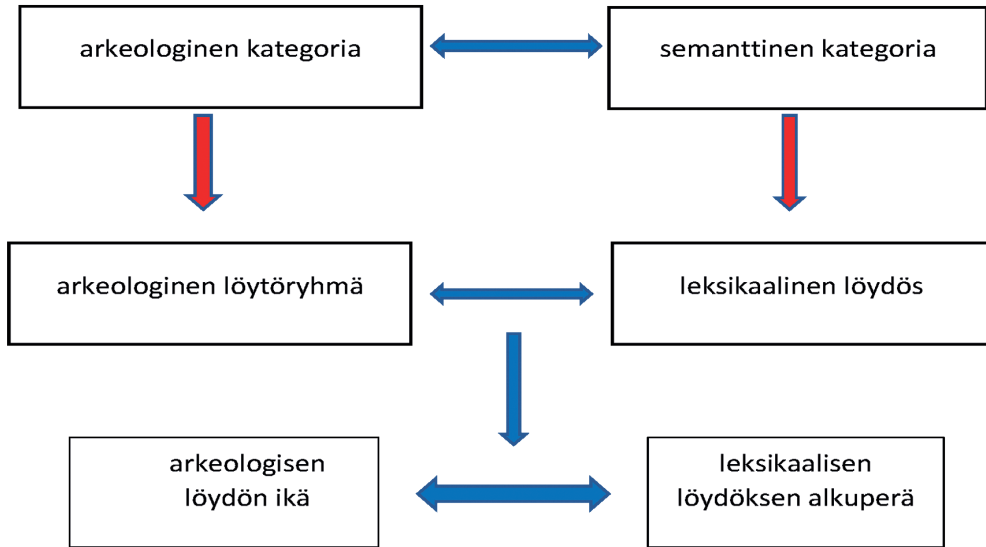 arkeologinen kategoria
semanttinen kategoria
arkeologinen löytöryhmä
leksikaalinen löydös
arkeologisen
löydön ikä
leksikaalisen
löydöksen alkuperä